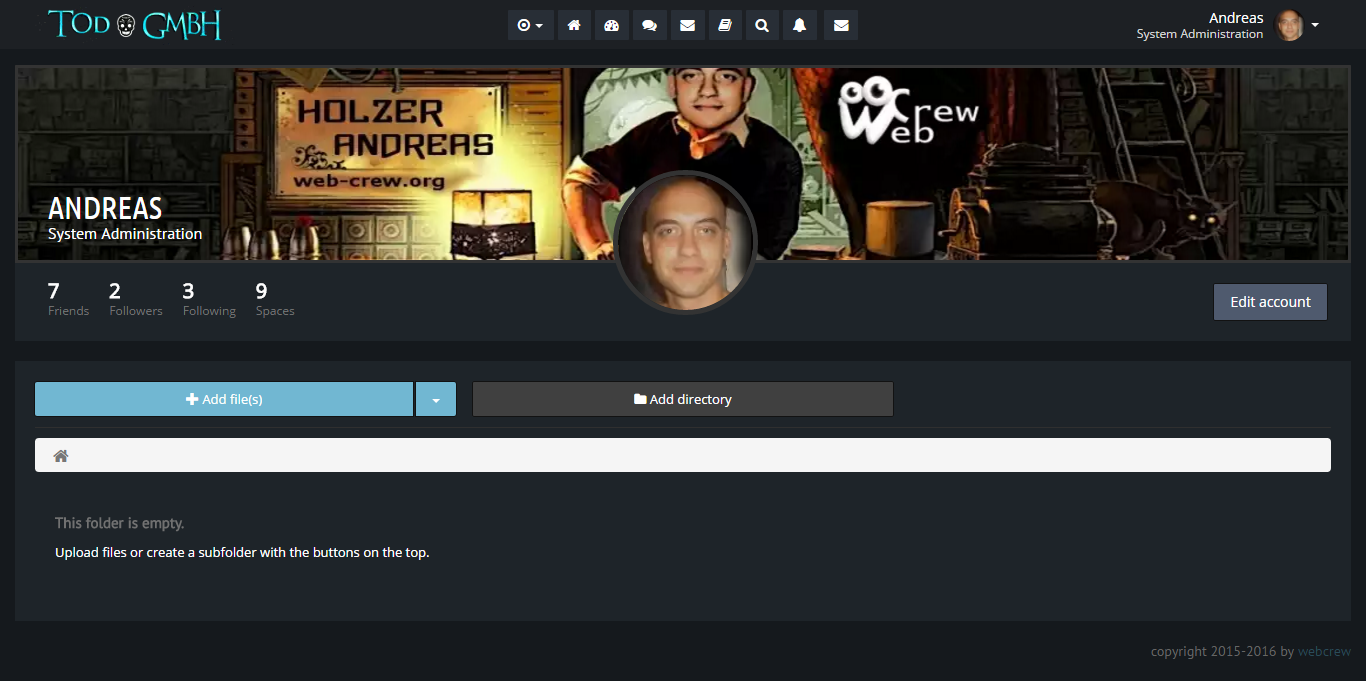 TOD GMBH
Andreas
System Administration
HOLZER
ANDREAS
web-crew.org
Web Crew
ANDREAS
System Administration
7 2 3 9
Friends Followers Following Spaces
Edit account
Add file(s)
Add directory
This folder is empty.
Upload files or create a subfolder with the buttons on the top.
copyright 2015-2016 by webcrew